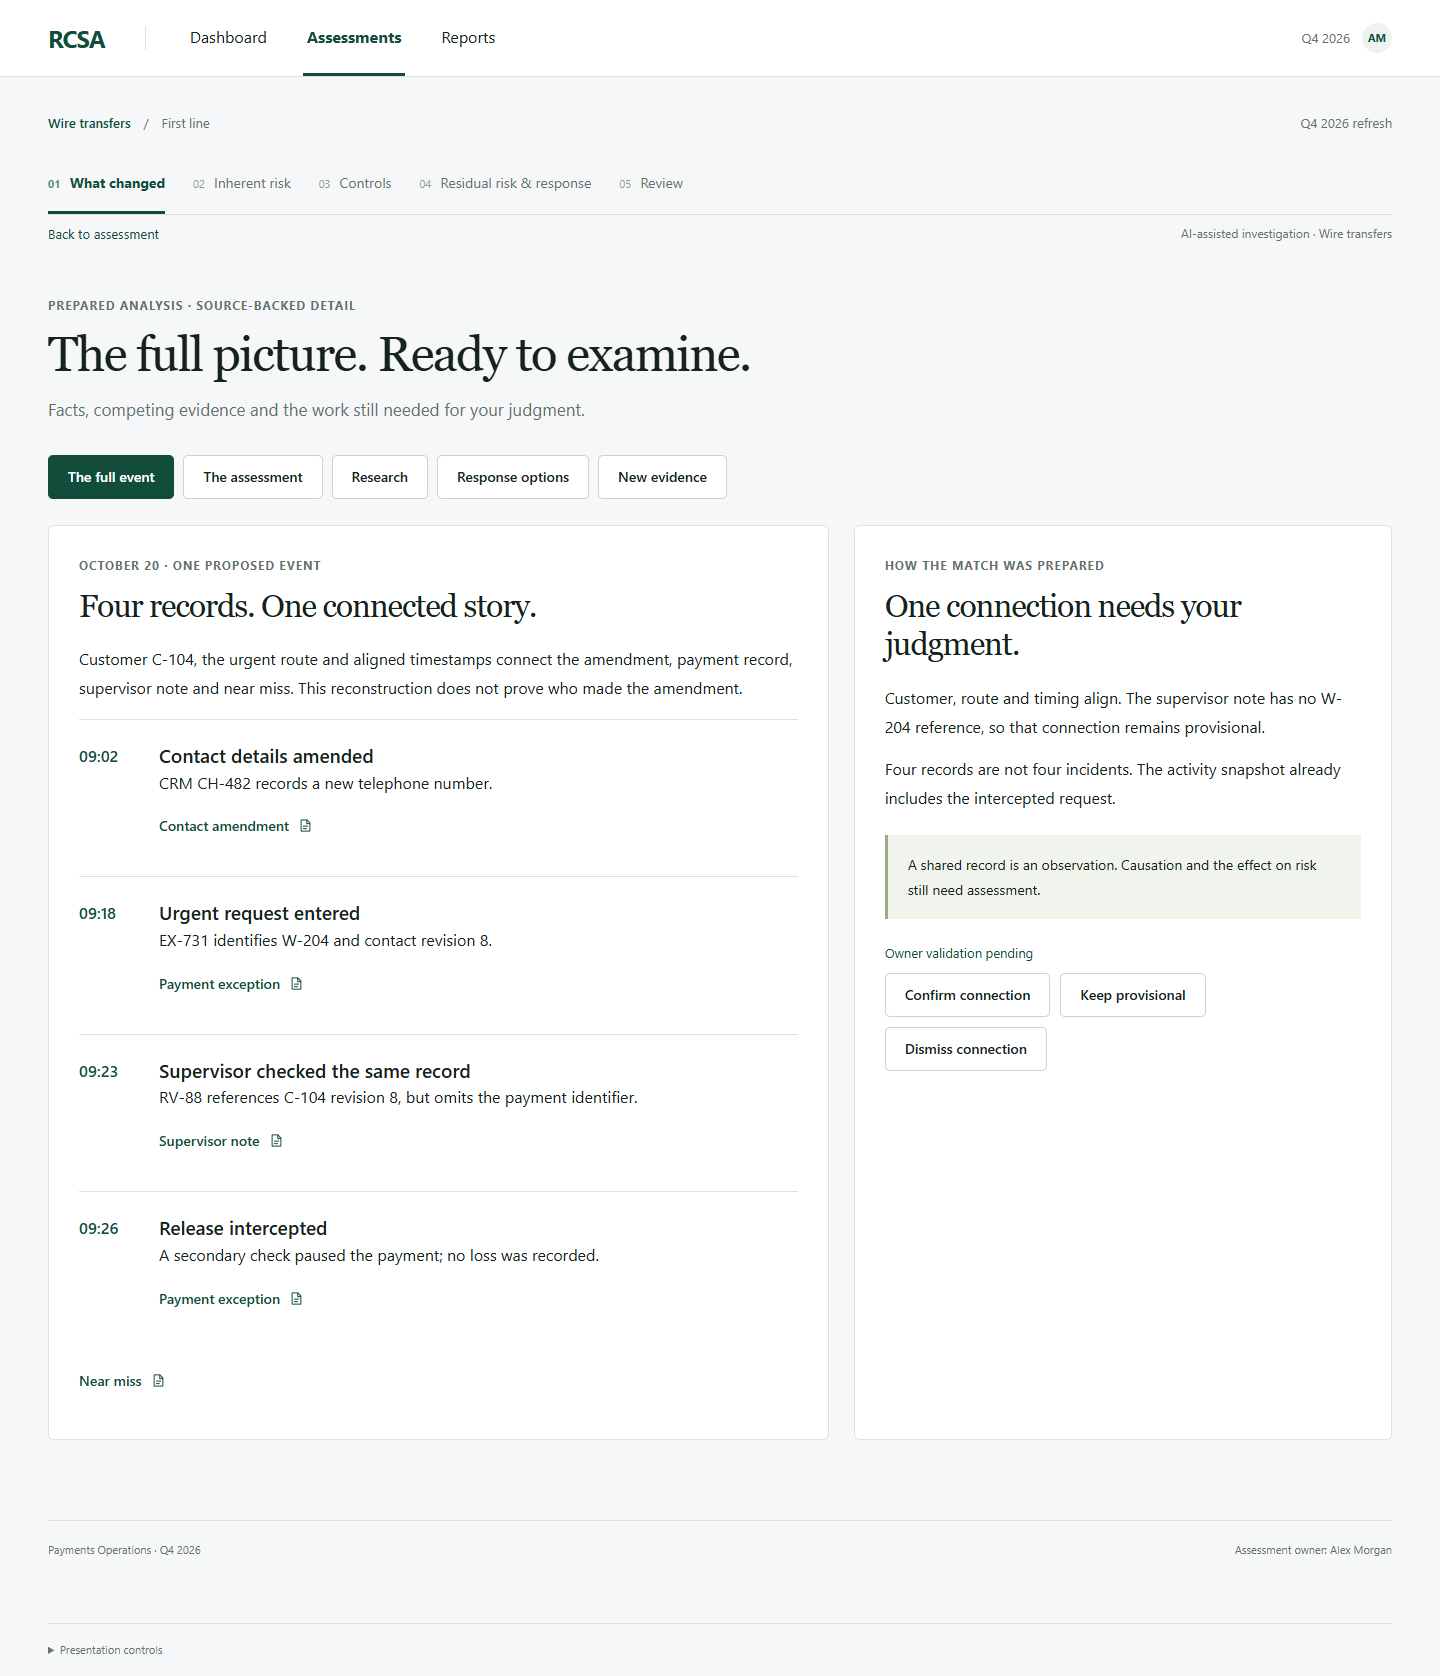 RCSA
Dashboard
Assessments
Reports
Q4 2026
AM
Wire transfers / First line
Q4 2026 refresh
01 What changed
02 Inherent risk
03 Controls
04 Residual risk & response
05 Review
Back to assessment
AI-assisted investigation · Wire transfers
PREPARED ANALYSIS · SOURCE-BACKED DETAIL
The full picture. Ready to examine.
Facts, competing evidence and the work still needed for your judgment.
The full event
The assessment
Research
Response options
New evidence
OCTOBER 20 · ONE PROPOSED EVENT
Four records. One connected story.
Customer C-104, the urgent route and aligned timestamps connect the amendment, payment record,
supervisor note and near miss. This reconstruction does not prove who made the amendment.
09:02
Contact details amended
CRM CH-482 records a new telephone number.
Contact amendment
09:18
Urgent request entered
EX-731 identifies W-204 and contact revision 8.
Payment exception
09:23
Supervisor checked the same record
RV-88 references C-104 revision 8, but omits the payment identifier.
Supervisor note
09:26
Release intercepted
A secondary check paused the payment; no loss was recorded.
Payment exception
Near miss
HOW THE MATCH WAS PREPARED
One connection needs your
judgment.
Customer, route and timing align. The supervisor note has no W-
204 reference, so that connection remains provisional.
Four records are not four incidents. The activity snapshot already
includes the intercepted request.
A shared record is an observation. Causation and the effect on risk
still need assessment.
Owner validation pending
Confirm connection
Keep provisional
Dismiss connection
Payments Operations · Q4 2026
Assessment owner: Alex Morgan
Presentation controls